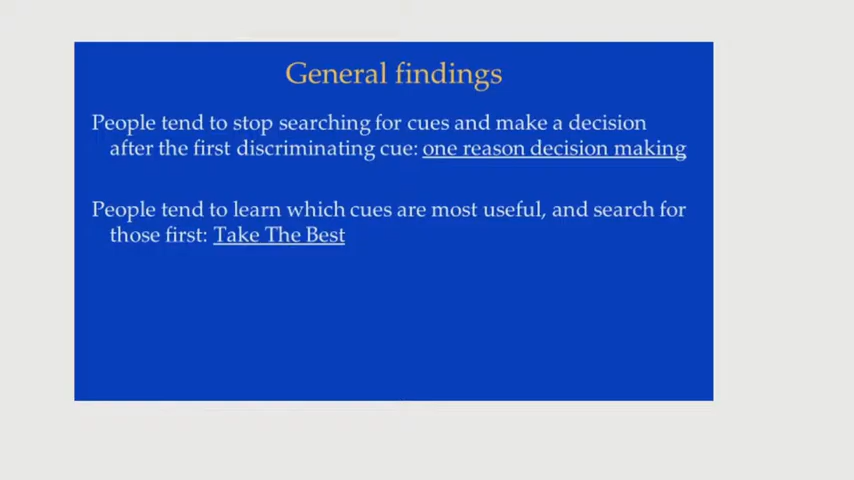 General findings
People tend to stop searching for cues and make a decision
after the first discriminating cue: one reason decision making
People tend to learn which cues are most useful, and search for
those first: Take The Best